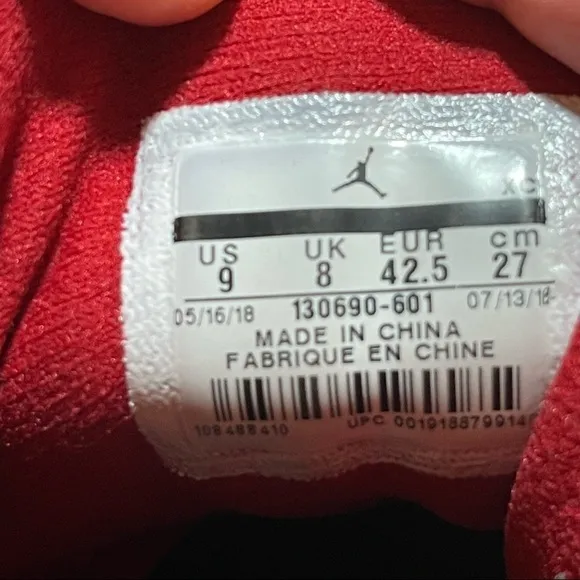 XC
US UK EUR cm
9 8 42.5 27
05/16/18 130690-601 07/13/18
MADE IN CHINA
FABRIQUE EN CHINE
108488410 UPC 001918879914